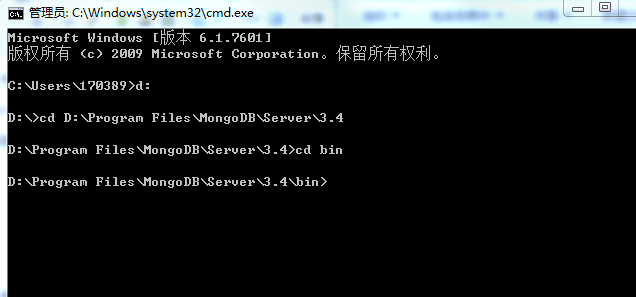 管理员: C:\Windows\system32\cmd.exe
Microsoft Windows [版本 6.1.7601]
版权所有 (c) 2009 Microsoft Corporation。保留所有权利。
C:\Users\170389>d:
D:\>cd D:\Program Files\MongoDB\Server\3.4
D:\Program Files\MongoDB\Server\3.4>cd bin
D:\Program Files\MongoDB\Server\3.4\bin>